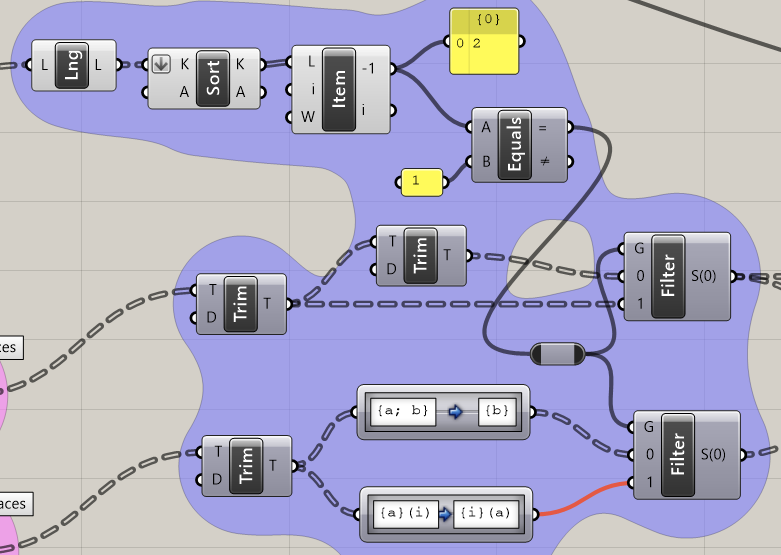 {0}
0 2
L Lng L
K Sort K
A A
L Item -1
i i
W
A Equals =
B ≠
1
T Trim T
D
G Filter S(0)
0
1
T Trim T
D
ces
{a; b} {b}
G Filter S(0)
0
1
T Trim T
D
{a}(i) {i}(a)
aces